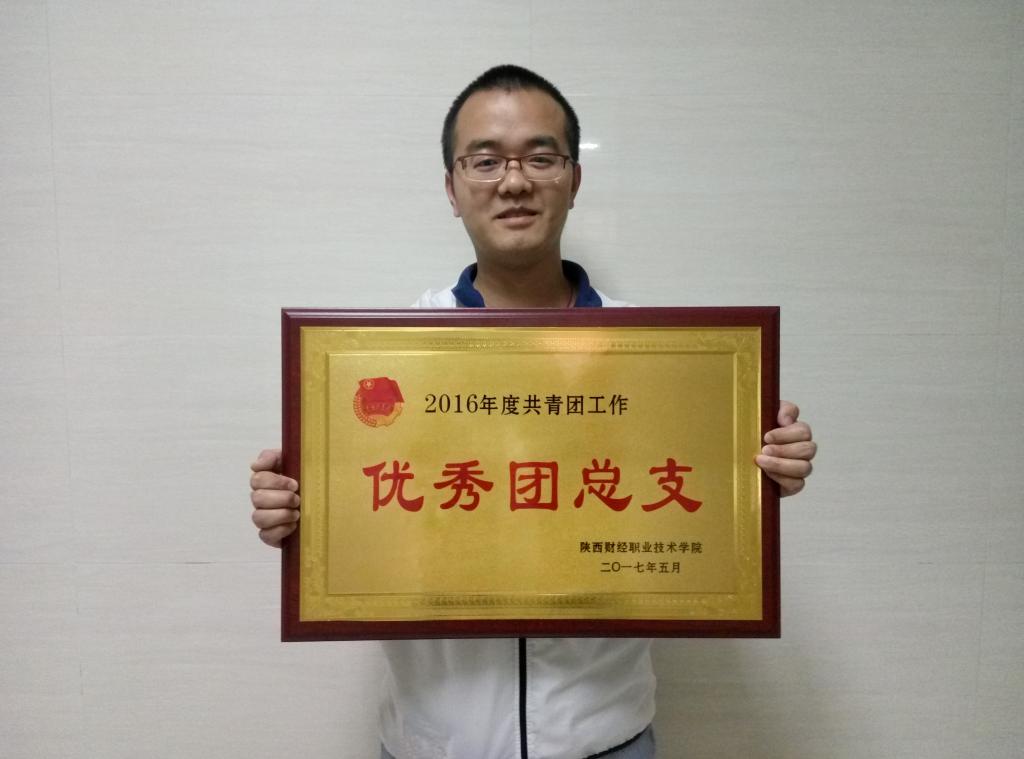 2016年度共青团工作
优秀团总支
陕西财经职业技术学院
二〇一七年五月